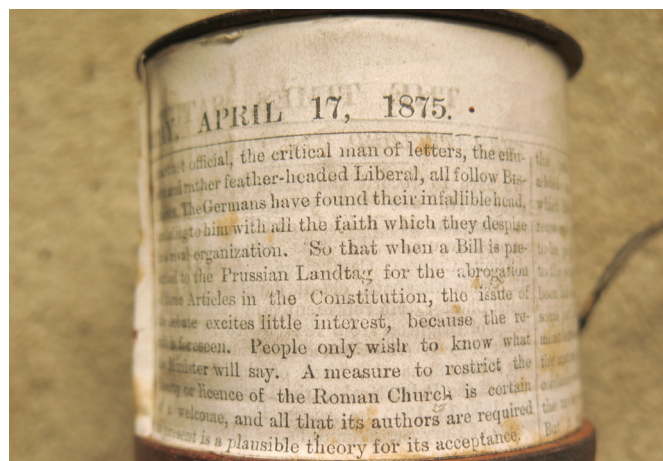 APRIL 17, 1875.
official, the critical man of letters, the effu-
and rather feather-headed Liberal, all follow BIS-
The Germans have found their infallible head,
to him with all the faith which they despise
organization. So that when a Bill is pre-
to the Prussian Landtag for the abrogation
Articles in the Constitution, the issue of
debate excites little interest, because the re-
is foreseen. People only wish to know what
Minister will say. A measure to restrict the
or licence of the Roman Church is certain
a welcome, and all that its authors are required
present is a plausible theory for its acceptance.